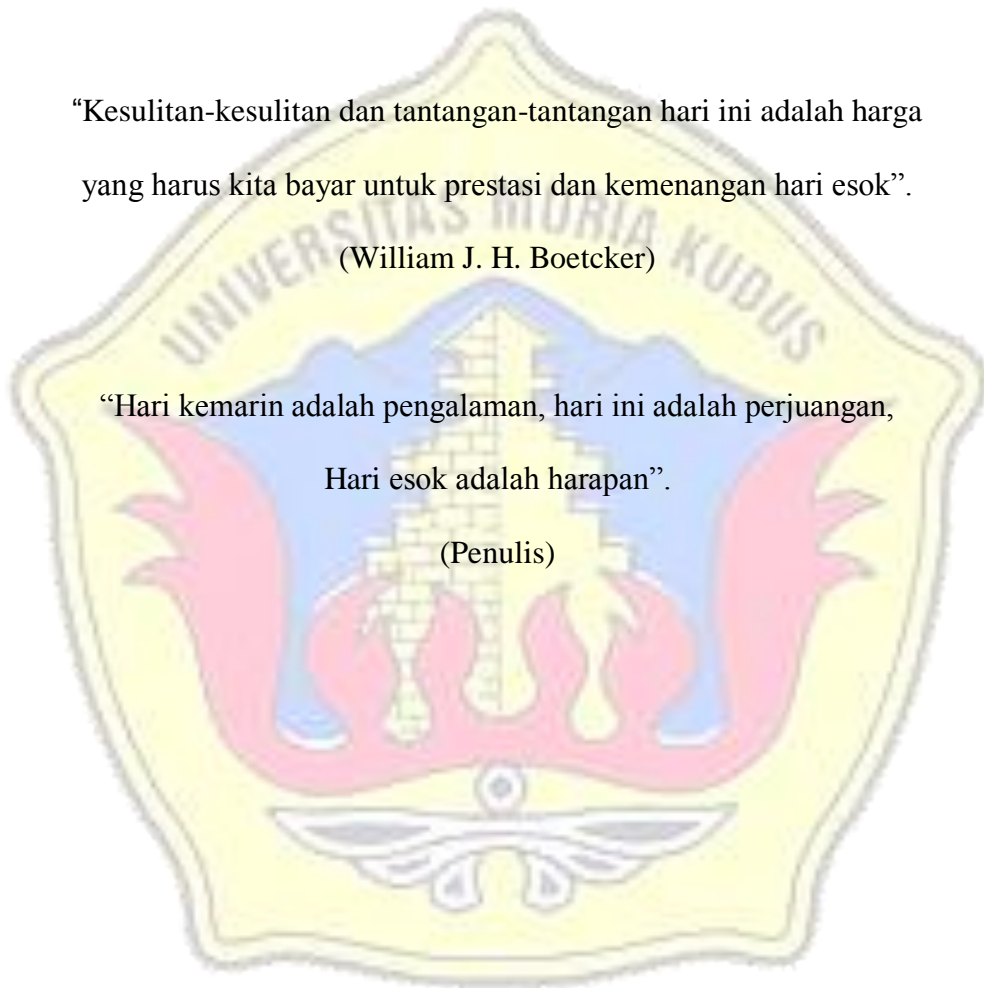 “Kesulitan-kesulitan dan tantangan-tantangan hari ini adalah harga
yang harus kita bayar untuk prestasi dan kemenangan hari esok”.
UNIVERSITAS MURIA KUDUS
(William J. H. Boetcker)
“Hari kemarin adalah pengalaman, hari ini adalah perjuangan,
Hari esok adalah harapan”.
(Penulis)